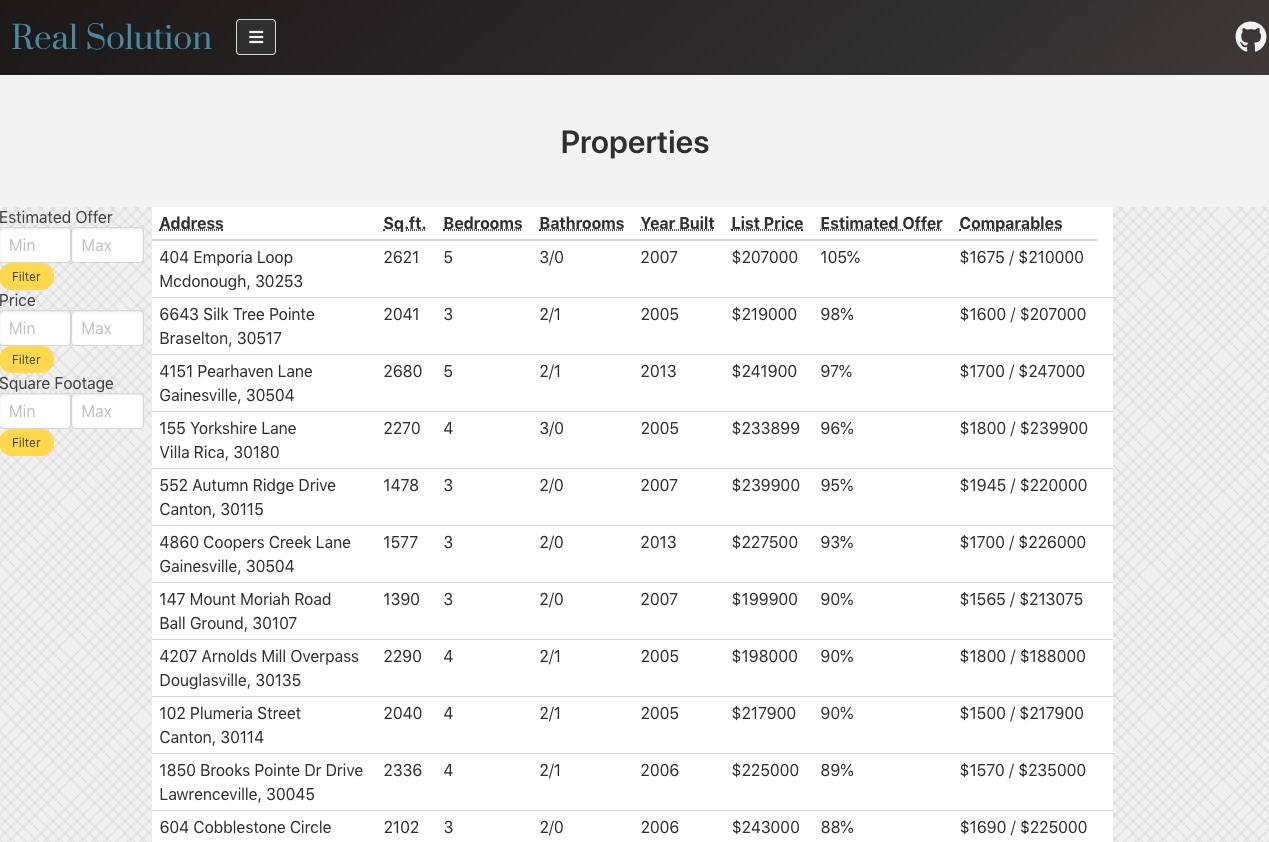 Real Solution
Properties
Estimated Offer
Min Max
Filter
Price
Min Max
Filter
Square Footage
Min Max
Filter
Address Sq.ft. Bedrooms Bathrooms Year Built List Price Estimated Offer Comparables
404 Emporia Loop 2621 5 3/0 2007 $207000 105% $1675 / $210000
Mcdonough, 30253
6643 Silk Tree Pointe 2041 3 2/1 2005 $219000 98% $1600 / $207000
Braselton, 30517
4151 Pearhaven Lane 2680 5 2/1 2013 $241900 97% $1700 / $247000
Gainesville, 30504
155 Yorkshire Lane 2270 4 3/0 2005 $233899 96% $1800 / $239900
Villa Rica, 30180
552 Autumn Ridge Drive 1478 3 2/0 2007 $239900 95% $1945 / $220000
Canton, 30115
4860 Coopers Creek Lane 1577 3 2/0 2013 $227500 93% $1700 / $226000
Gainesville, 30504
147 Mount Moriah Road 1390 3 2/0 2007 $199900 90% $1565 / $213075
Ball Ground, 30107
4207 Arnolds Mill Overpass 2290 4 2/1 2005 $198000 90% $1800 / $188000
Douglasville, 30135
102 Plumeria Street 2040 4 2/1 2005 $217900 90% $1500 / $217900
Canton, 30114
1850 Brooks Pointe Dr Drive 2336 4 2/1 2006 $225000 89% $1570 / $235000
Lawrenceville, 30045
604 Cobblestone Circle 2102 3 2/0 2006 $243000 88% $1690 / $225000